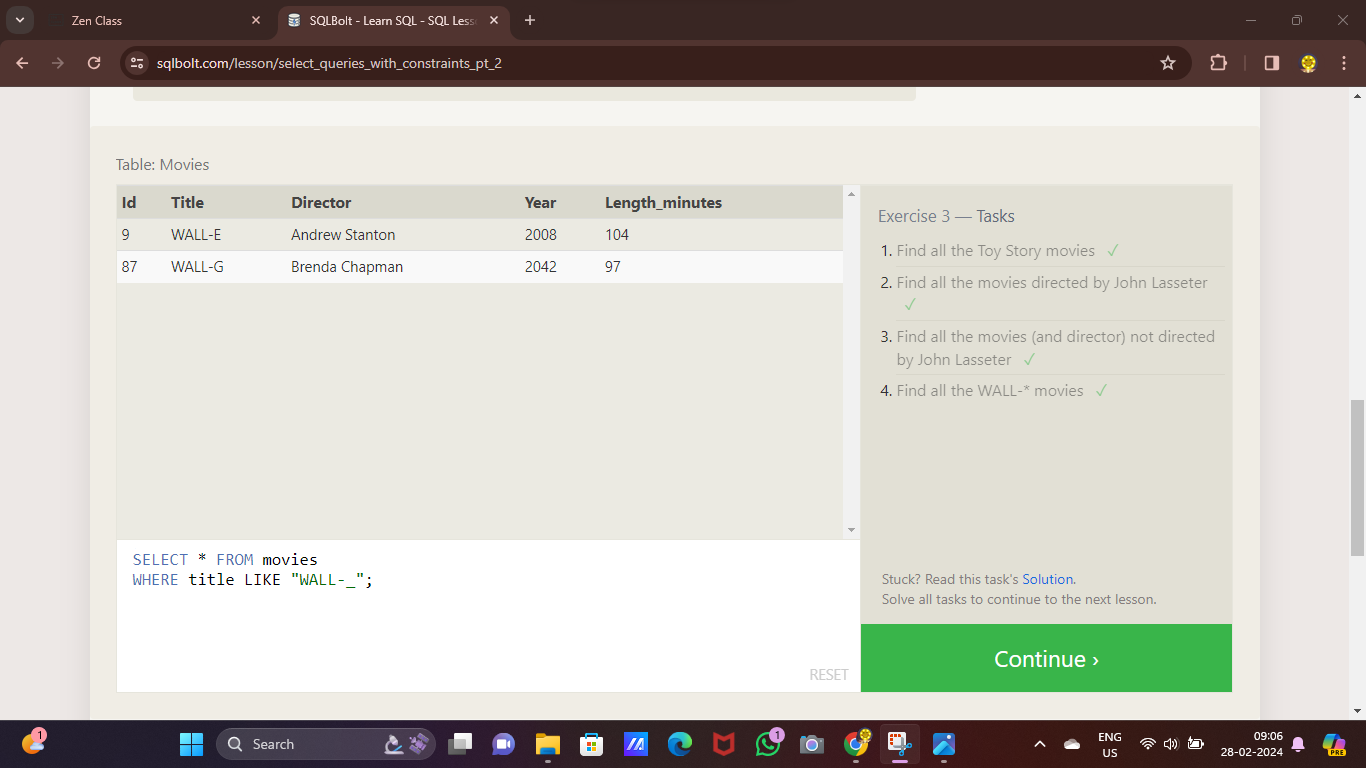 Zen Class
SQLBolt - Learn SQL - SQL Less
sqlbolt.com/lesson/select_queries_with_constraints_pt_2
Table: Movies
Id Title Director Year Length_minutes
9 WALL-E Andrew Stanton 2008 104
87 WALL-G Brenda Chapman 2042 97
Exercise 3 — Tasks
1. Find all the Toy Story movies ✓
2. Find all the movies directed by John Lasseter
✓
3. Find all the movies (and director) not directed
by John Lasseter ✓
4. Find all the WALL-* movies ✓
SELECT * FROM movies
WHERE title LIKE "WALL-_";
RESET
Stuck? Read this task's Solution.
Solve all tasks to continue to the next lesson.
Continue ›
1
Search
1
PRE
ENG
US
09:06
28-02-2024